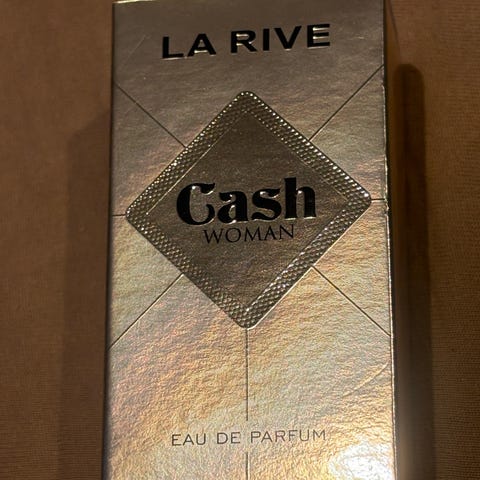 LA RIVE
Cash
WOMAN
EAU DE PARFUM